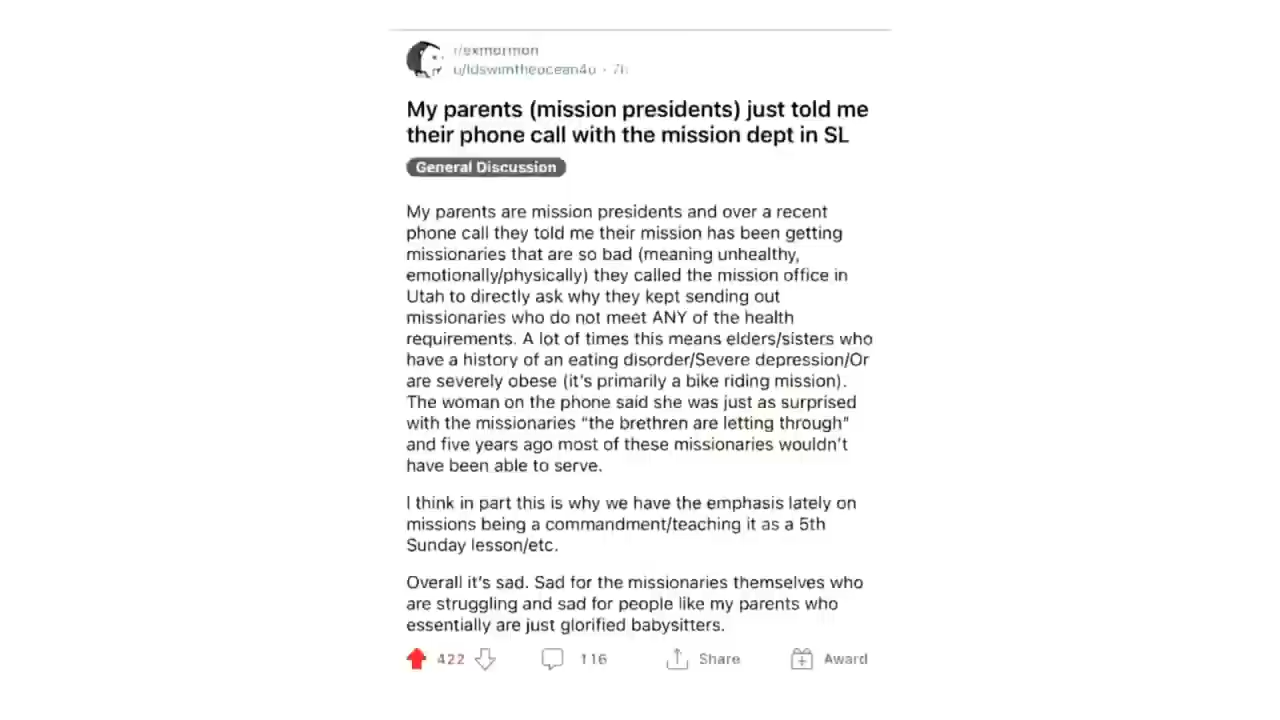 r/exmormon
u/ldswimtheocean4u · 7h
My parents (mission presidents) just told me
their phone call with the mission dept in SL
General Discussion
My parents are mission presidents and over a recent
phone call they told me their mission has been getting
missionaries that are so bad (meaning unhealthy,
emotionally/physically) they called the mission office in
Utah to directly ask why they kept sending out
missionaries who do not meet ANY of the health
requirements. A lot of times this means elders/sisters who
have a history of an eating disorder/Severe depression/Or
are severely obese (it's primarily a bike riding mission).
The woman on the phone said she was just as surprised
with the missionaries "the brethren are letting through"
and five years ago most of these missionaries wouldn't
have been able to serve.
I think in part this is why we have the emphasis lately on
missions being a commandment/teaching it as a 5th
Sunday lesson/etc.
Overall it's sad. Sad for the missionaries themselves who
are struggling and sad for people like my parents who
essentially are just glorified babysitters.
422 116 Share Award